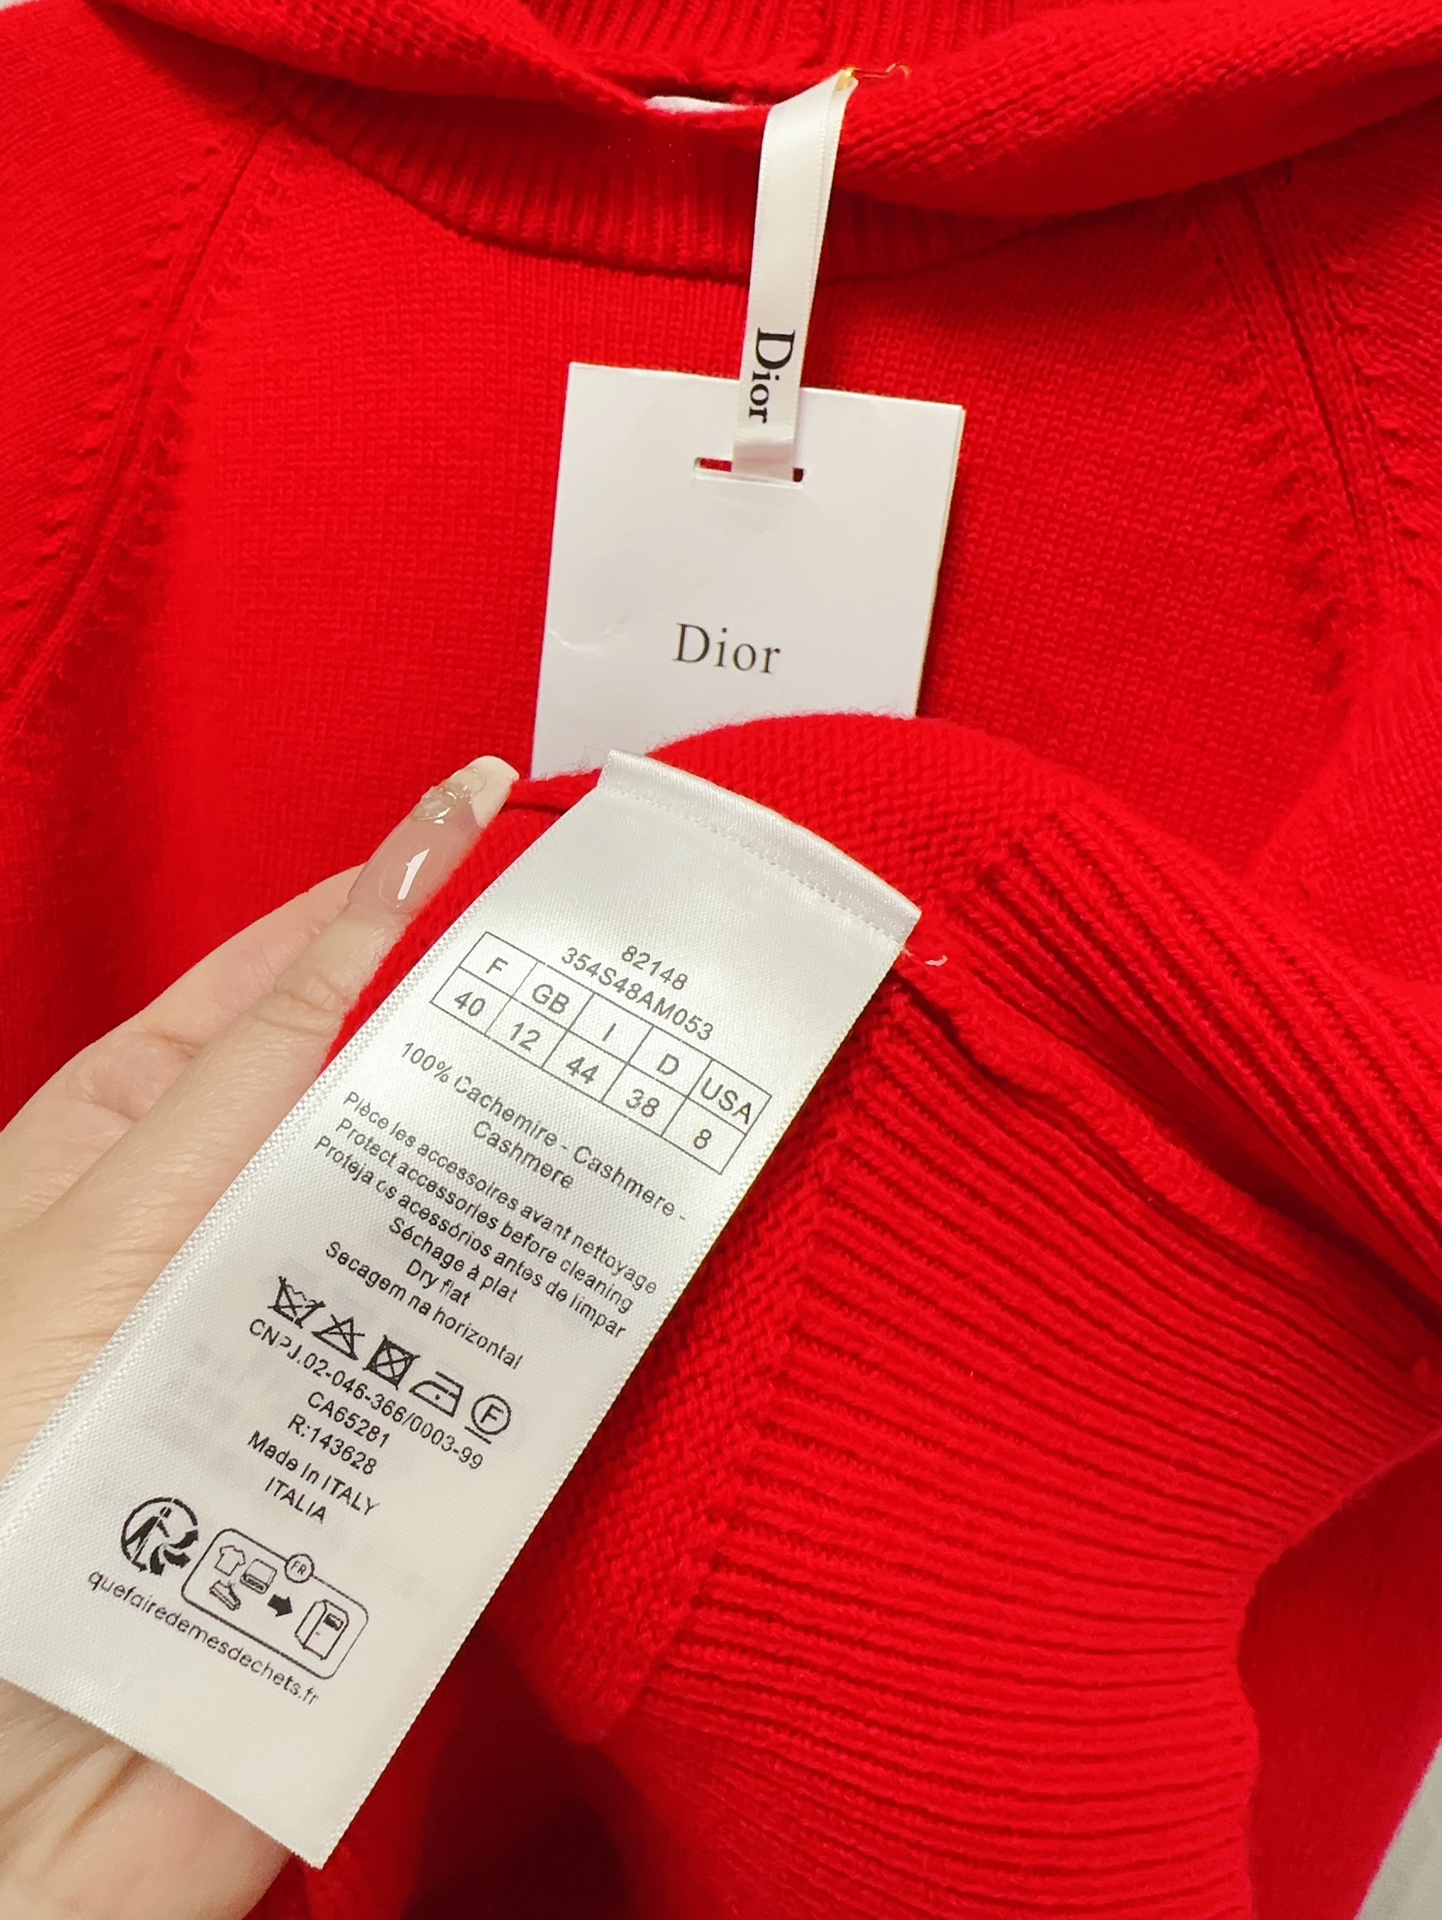 Dior
Dior
82148
354S48AM053
F GB I D USA
40 12 44 38 8
100% Cachemire - Cashmere -
Cashmere
Pièce les accessoires avant nettoyage
Protect accessories before cleaning
Proteja os acessórios antes de limpar
Séchage à plat
Dry flat
Secagem na horizontal
F
CNPJ.02-046-366/0003-99
CA65281
R:143628
Made In ITALY
ITALIA
FR
quefairedemesdechets.fr